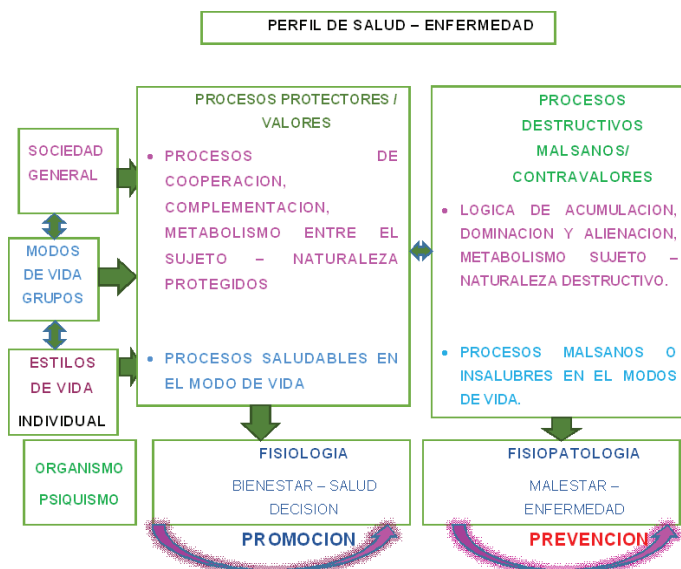 PERFIL DE SALUD – ENFERMEDAD
SOCIEDAD
GENERAL
MODOS
DE VIDA
GRUPOS
ESTILOS
DE VIDA
INDIVIDUAL
ORGANISMO
PSIQUISMO
PROCESOS PROTECTORES /
VALORES
• PROCESOS DE
COOPERACION,
COMPLEMENTACION,
METABOLISMO ENTRE EL
SUJETO – NATURALEZA
PROTEGIDOS
• PROCESOS SALUDABLES EN
EL MODO DE VIDA
PROCESOS
DESTRUCTIVOS
MALSANOS/
CONTRAVALORES
• LOGICA DE ACUMULACION,
DOMINACION Y ALIENACION,
METABOLISMO SUJETO –
NATURALEZA DESTRUCTIVO.
• PROCESOS MALSANOS O
INSALUBRES EN EL MODOS
DE VIDA.
FISIOLOGIA
BIENESTAR – SALUD
DECISION
PROMOCION
FISIOPATOLOGIA
MALESTAR –
ENFERMEDAD
PREVENCION